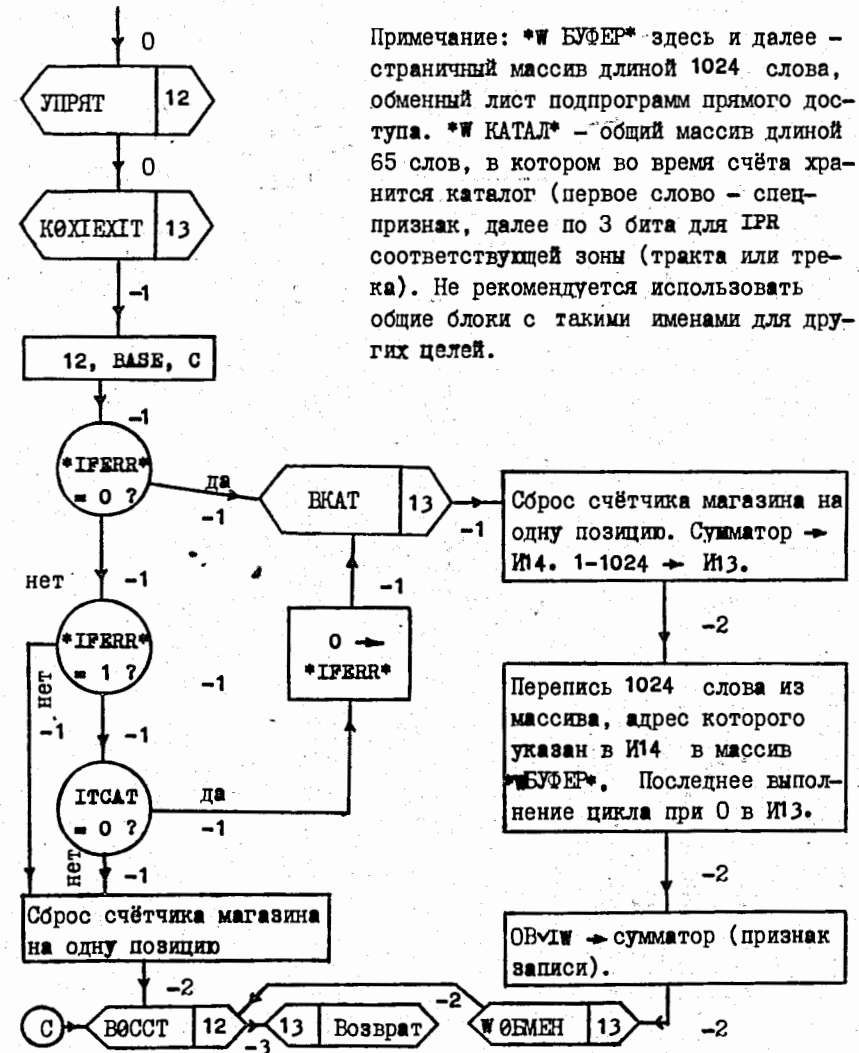 0
УПРЯТ 12
0
КӨХIEXIT 13
-1
12, BASE, C
-1
*IFERR*
= 0 ?
да
-1
нет
-1
*IFERR*
= 1 ?
нет
-1
-1
-1
ITCAT
= 0 ?
да
-1
нет
-1
Сброс счётчика магазина
на одну позицию
-2
C
ВӨССТ 12
-3
13 Возврат
Примечание: *W БУФЕР* здесь и далее –
страничный массив длиной 1024 слова,
обменный лист подпрограмм прямого дос-
тупа. *W КАТАЛ* – общий массив длиной
65 слов, в котором во время счёта хра-
нится каталог (первое слово – спец-
признак, далее по 3 бита для IPR
соответствующей зоны (тракта или тре-
ка). Не рекомендуется использовать
общие блоки с такими именами для дру-
гих целей.
ВКАТ 13
-1
-1
0 →
*IFERR*
Сброс счётчика магазина на
одну позицию. Сумматор →
И14. 1-1024 → И13.
-2
Перепись 1024 слова из
массива, адрес которого
указан в И14 в массив
*WБУФЕР*. Последнее выпол-
нение цикла при 0 в И13.
-2
OB∨IW → сумматор (признак
записи).
-2
W ӨБМЕН 13
-2